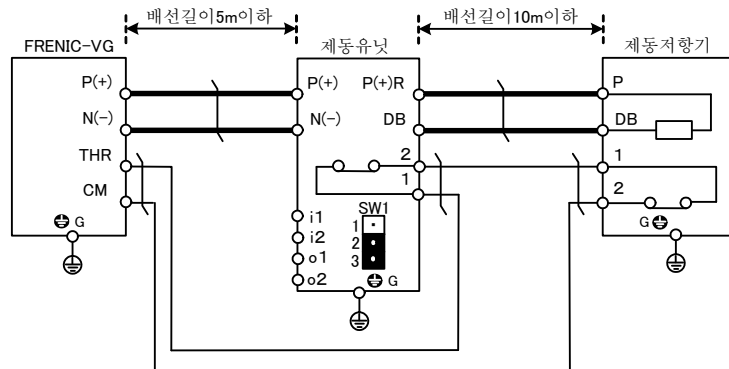 배선길이5m이하
배선길이10m이하
FRENIC-VG
제동유닛
제동저항기
P(+)
P(+)
P(+)R
P
N(-)
N(-)
DB
DB
THR
2
1
1
CM
2
SW1
i1
1
G
i2
2
G
o1
3
o2
G